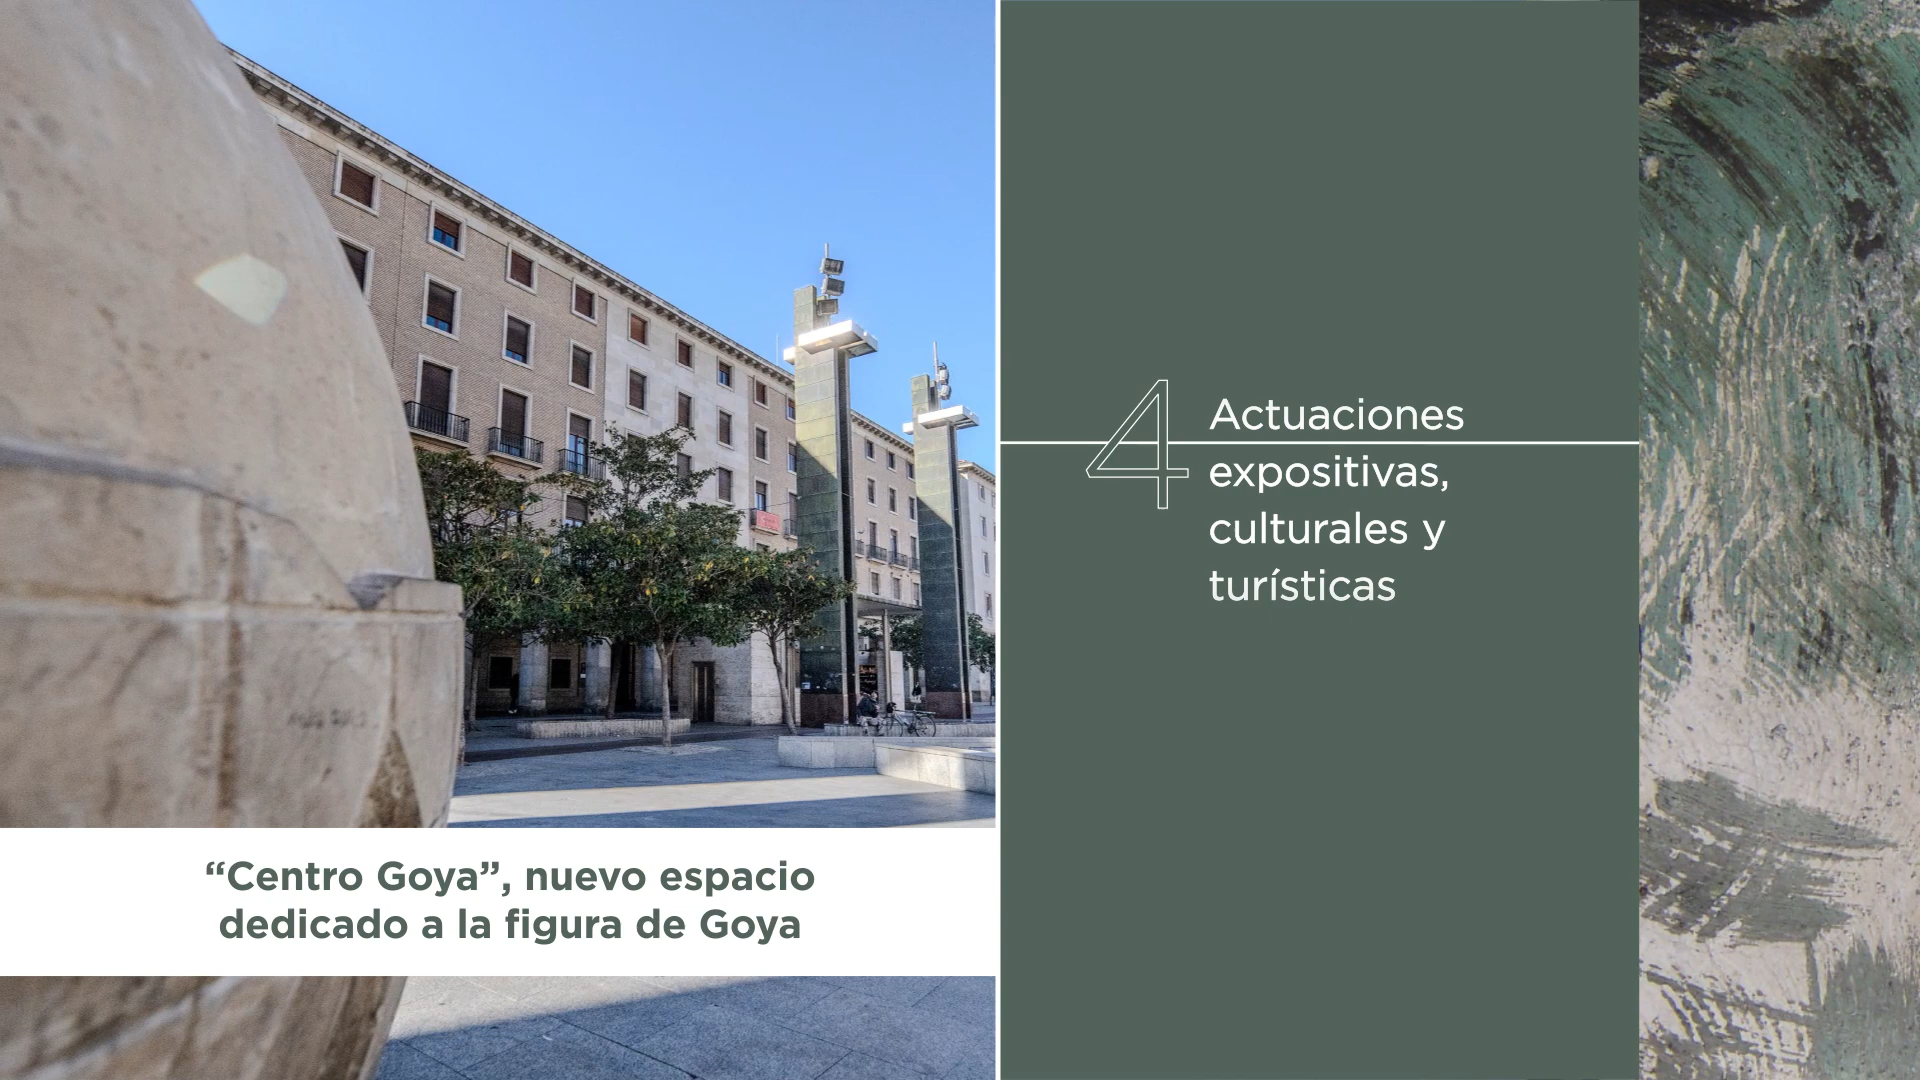 “Centro Goya”, nuevo espacio
dedicado a la figura de Goya
4
Actuaciones
expositivas,
culturales y
turísticas